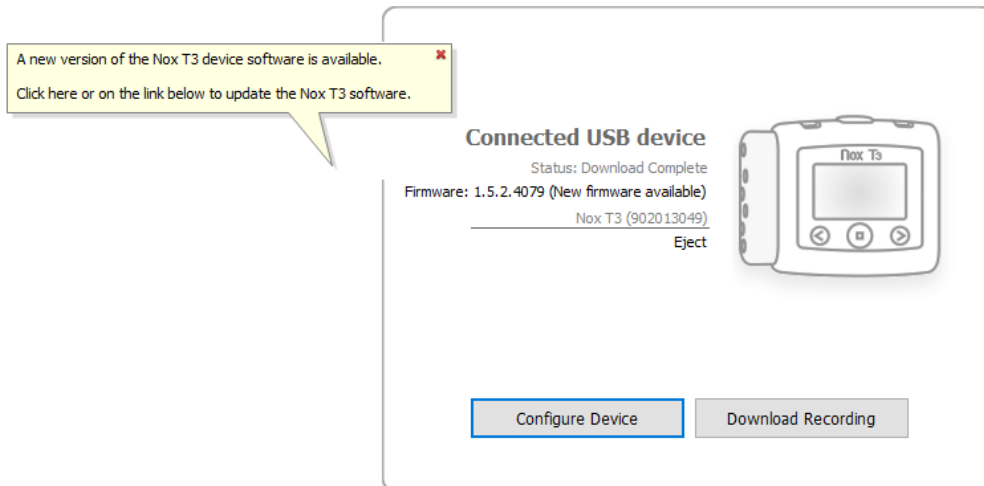 A new version of the Nox T3 device software is available.
Click here or on the link below to update the Nox T3 software.
Connected USB device
Status: Download Complete
Firmware: 1.5.2.4079 (New firmware available)
Nox T3 (902013049)
Eject
Nox T3
Configure Device
Download Recording